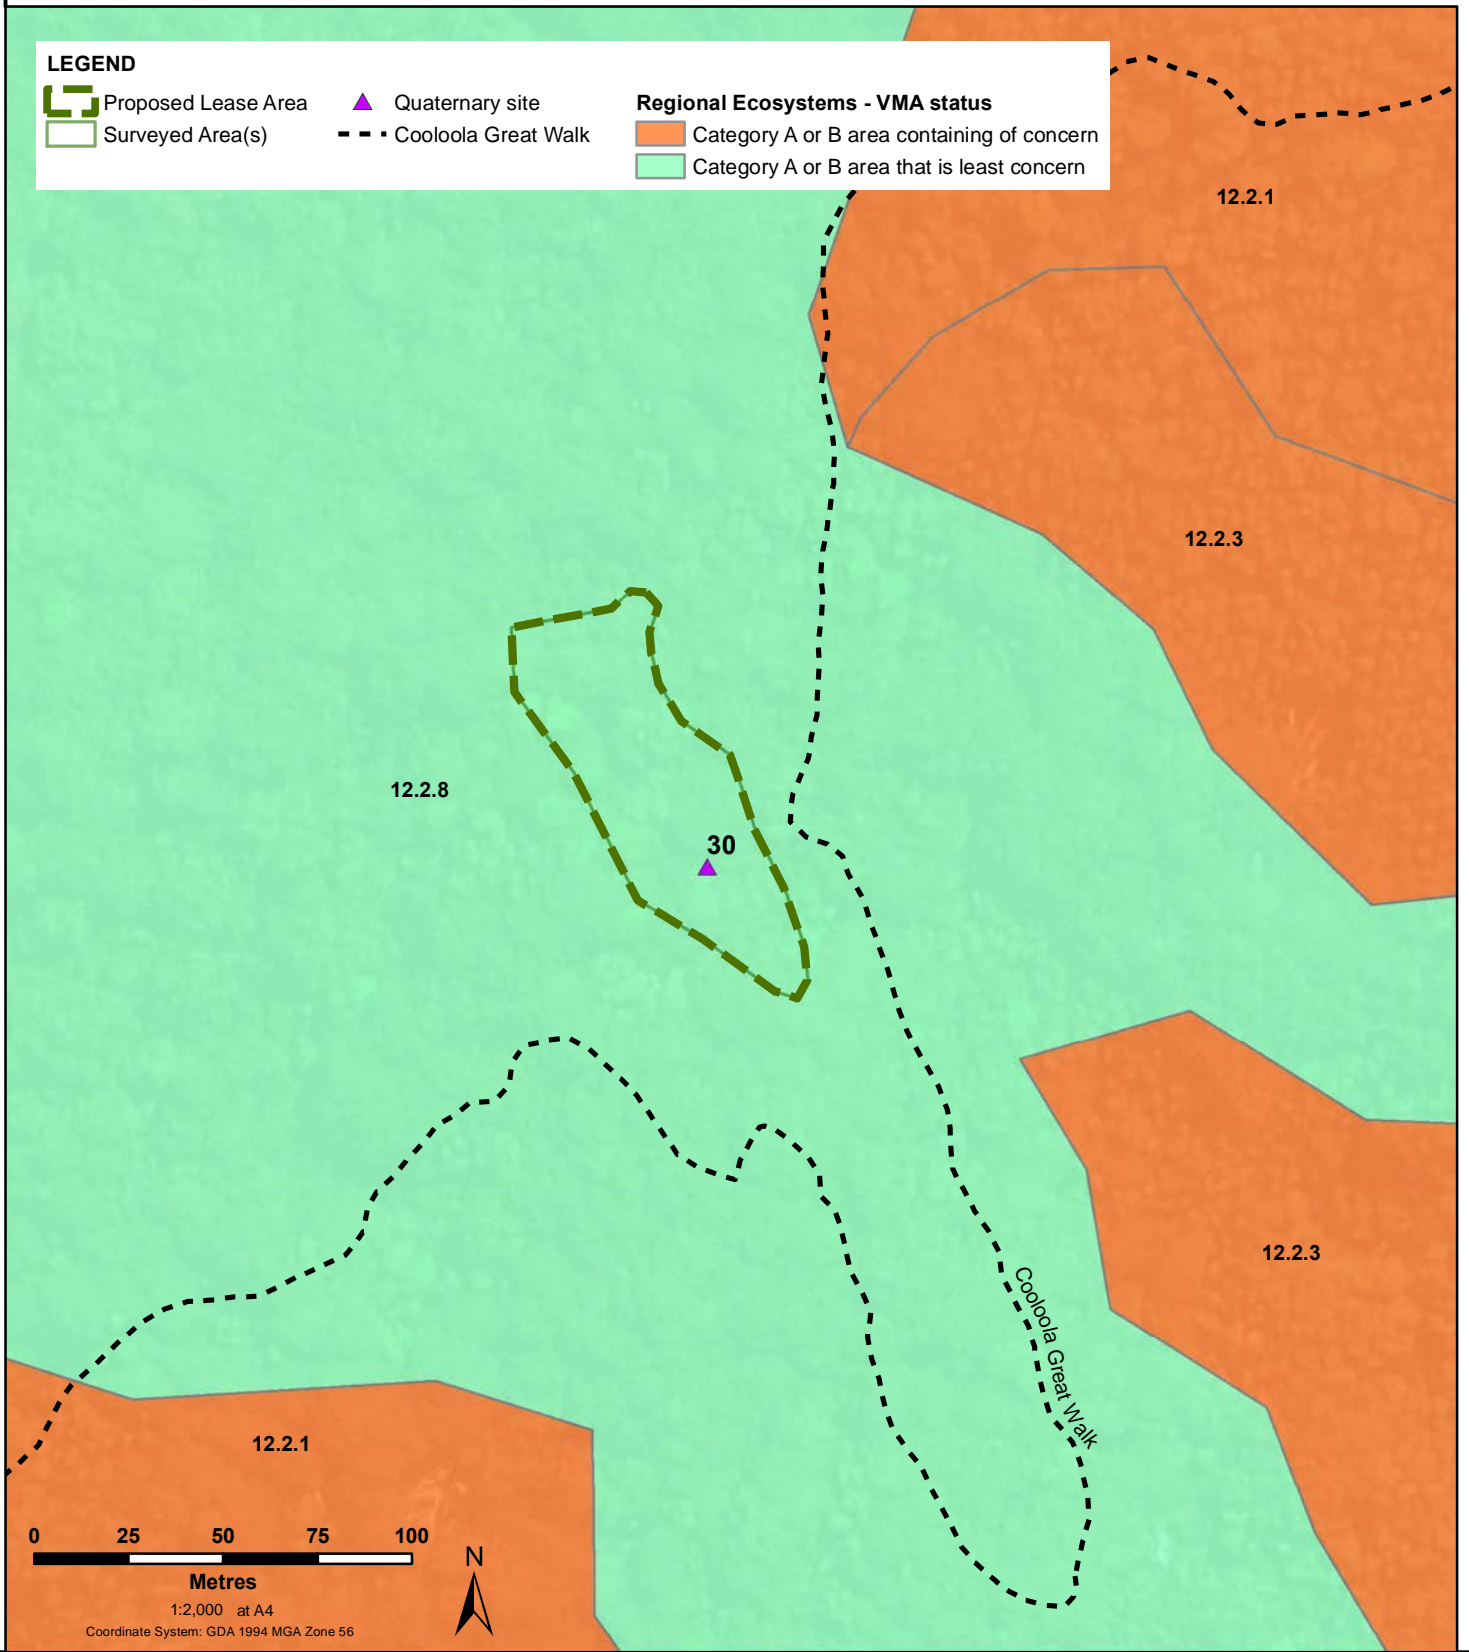 LEGEND
Proposed Lease Area
Surveyed Area(s)
Quaternary site
Cooloola Great Walk
Regional Ecosystems - VMA status
Category A or B area containing of concern
Category A or B area that is least concern
12.2.1
12.2.3
12.2.8
30
12.2.3
Cooloola Great Walk
12.2.1
0 25 50 75 100
Metres
1:2,000 at A4
Coordinate System: GDA 1994 MGA Zone 56
N